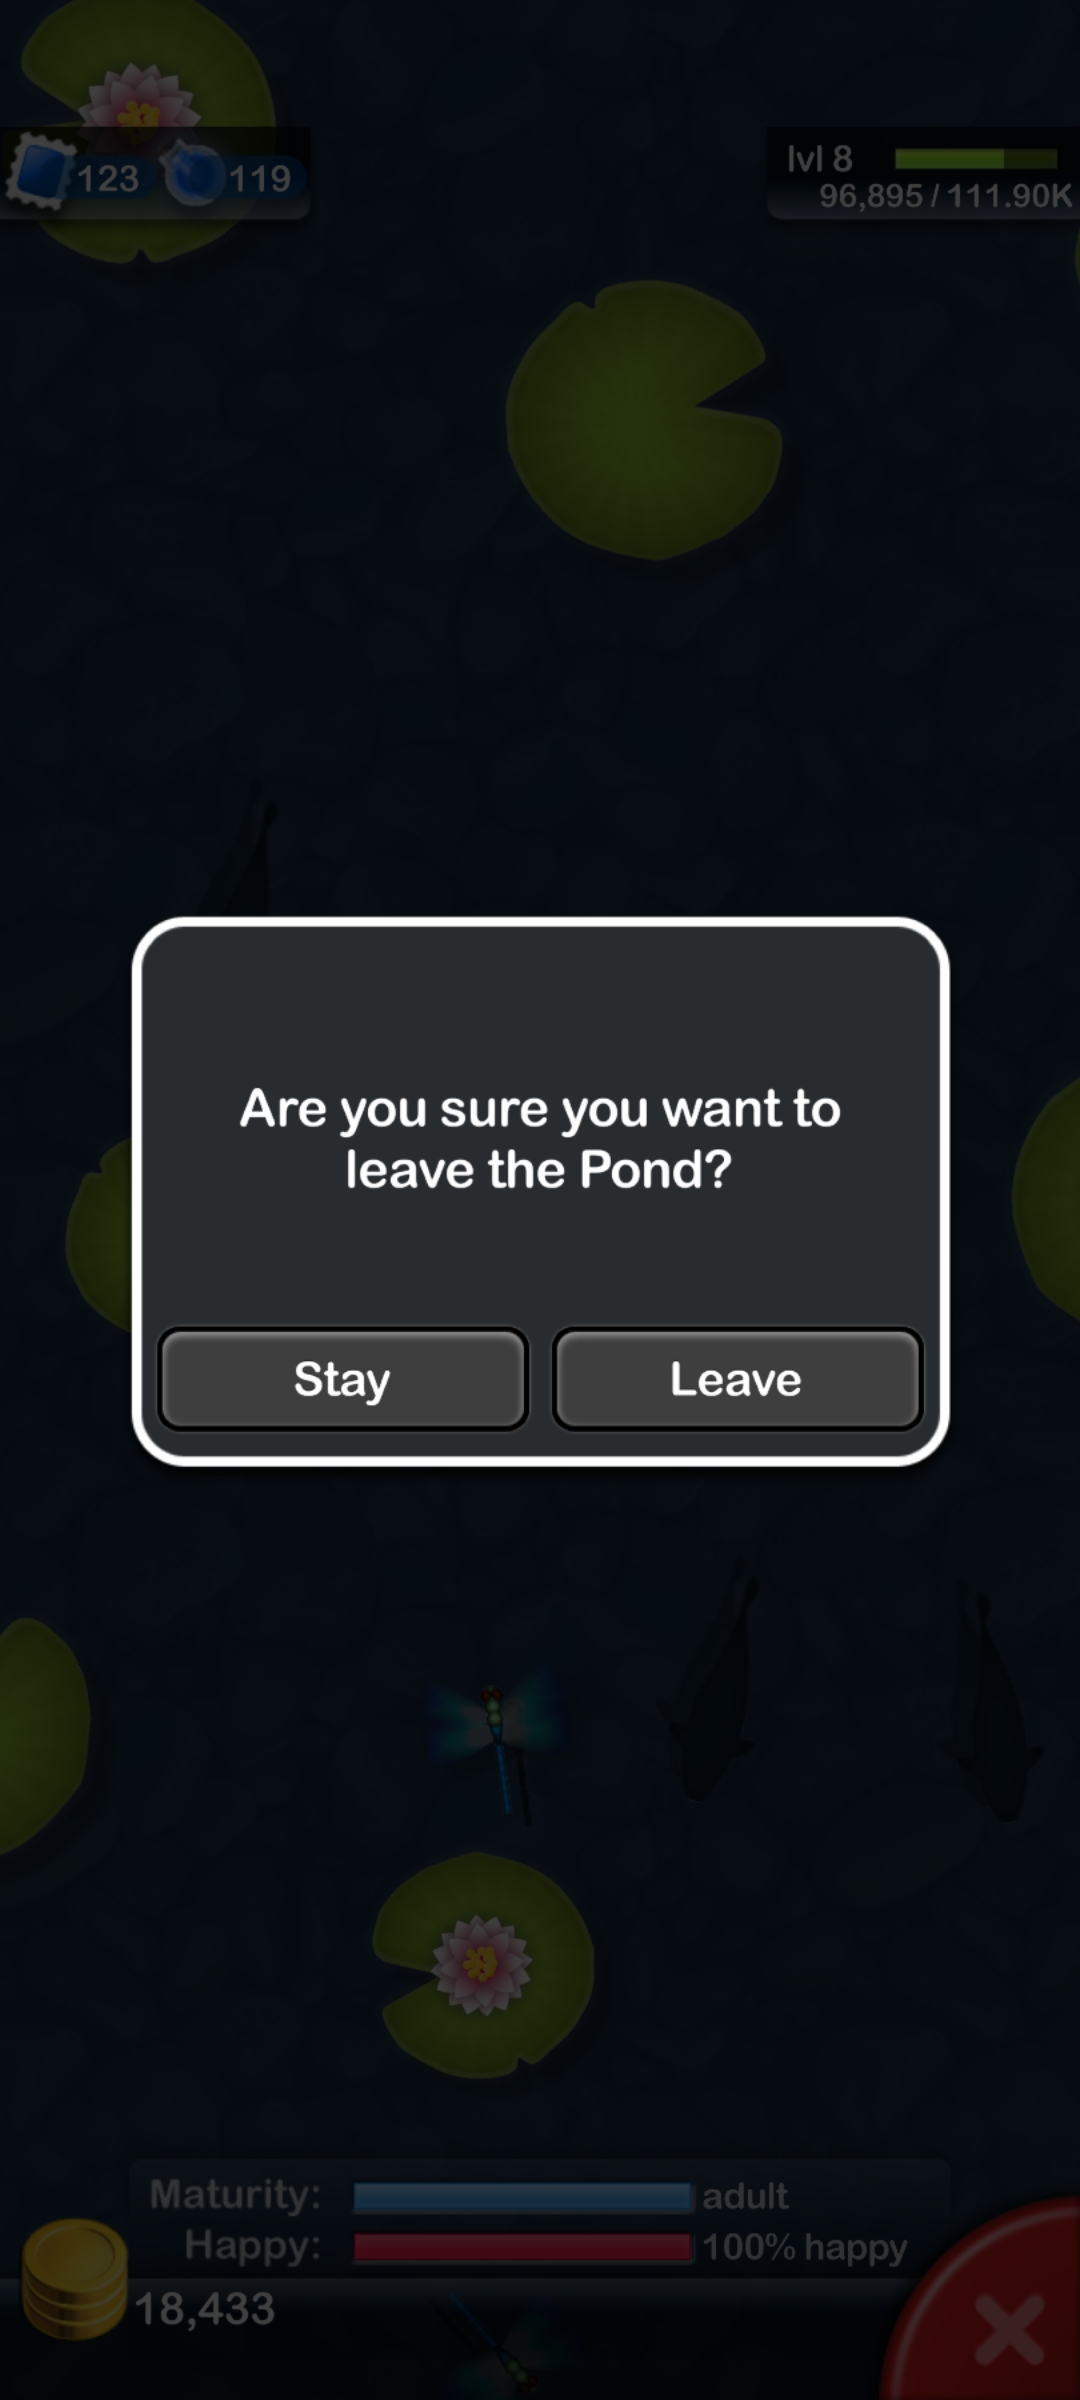 123 119
lvl 8
96,895 / 111.90K
Are you sure you want to
leave the Pond?
Stay Leave
Maturity: adult
Happy: 100% happy
18,433